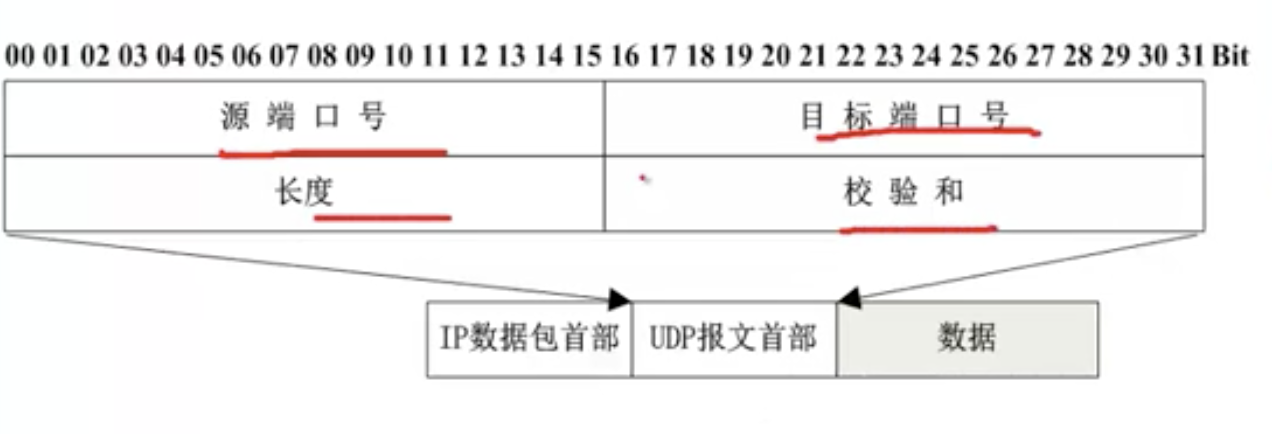 00 01 02 03 04 05 06 07 08 09 10 11 12 13 14 15 16 17 18 19 20 21 22 23 24 25 26 27 28 29 30 31 Bit
源 端 口 号 目 标 端 口 号
长度 校 验 和
IP数据包首部 UDP报文首部 数据